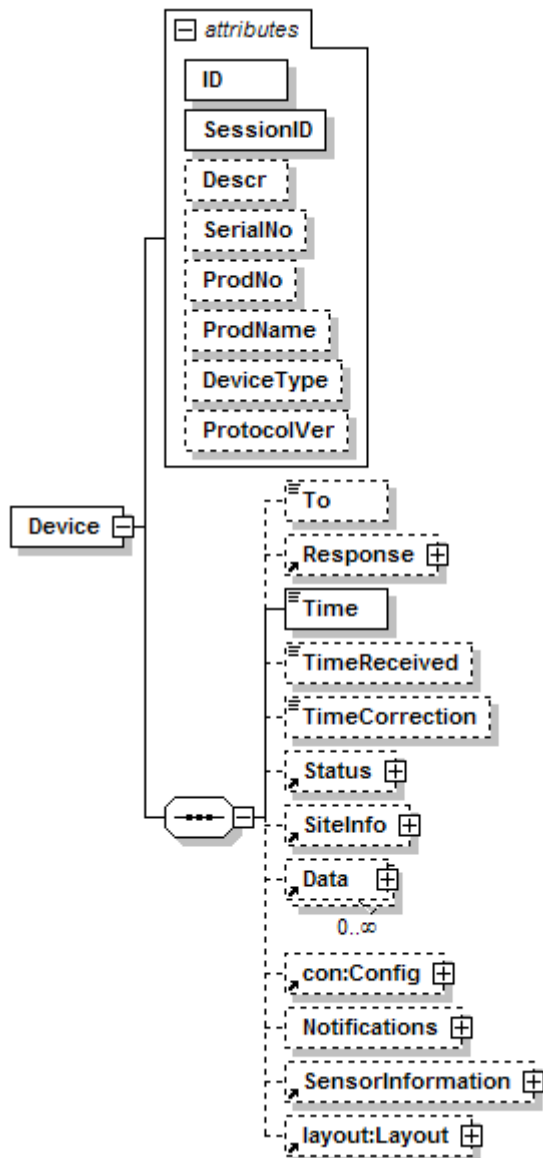 attributes
ID
SessionID
Descr
SerialNo
ProdNo
ProdName
DeviceType
ProtocolVer
Device
To
Response
Time
TimeReceived
TimeCorrection
Status
SiteInfo
Data
0..∞
con:Config
Notifications
SensorInformation
layout:Layout